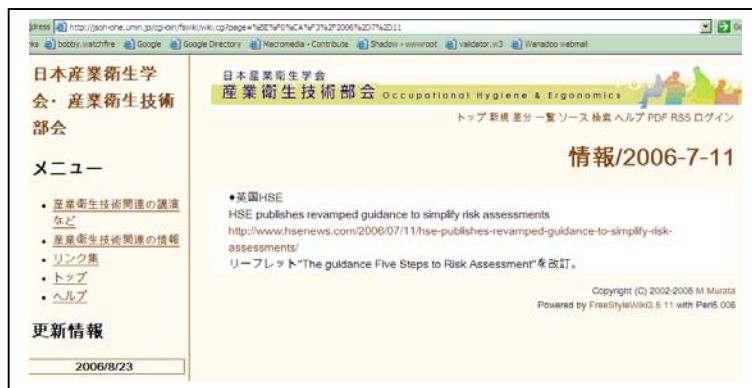 http://jsoh-ohe.umin.jp/cgi-bin/fswiki/wiki.cgi?page=%BE%F0%CA%F3%2F2006%2D7%2D11
bobby.watchfire Google Google Directory Macromedia - Contribute Shadow - wwwroot validator.w3 Wanadoo webmail
日本産業衛生学
会・産業衛生技術
部会
メニュー
産業衛生技術関連の講演
など
産業衛生技術関連の情報
リンク集
トップ
ヘルプ
更新情報
2006/8/23
日本産業衛生学会
産業衛生技術部会 Occupational Hygiene & Ergonomics
トップ 新規 差分 一覧 ソース 検索 ヘルプ PDF RSS ログイン
情報/2006-7-11
◆英国HSE
HSE publishes revamped guidance to simplify risk assessments
http://www.hsenews.com/2006/07/11/hse-publishes-revamped-guidance-to-simplify-risk-
assessments/
リーフレット"The guidance Five Steps to Risk Assessment"を改訂。
Copyright (C) 2002-2005 M.Murata
Powered by FreeStyleWiki3.5.11 with Perl5.006